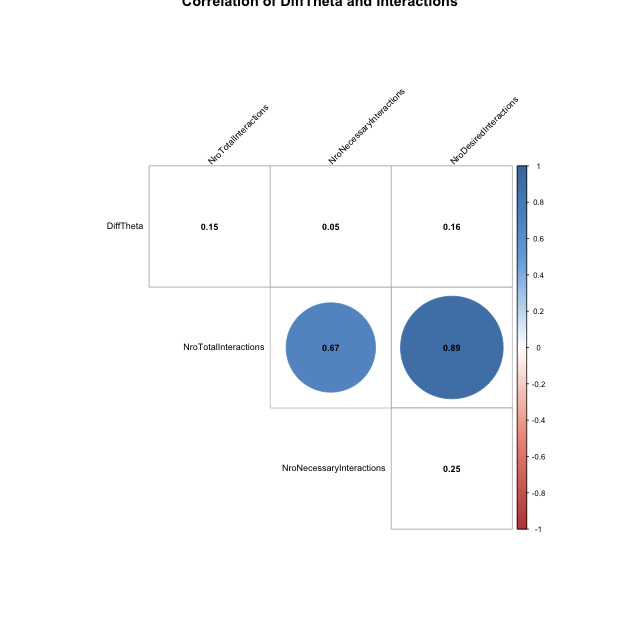 Correlation of DiffTheta and Interactions
NroTotalInteractions
NroNecessaryInteractions
NroDesiredInteractions
DiffTheta
0.15
0.05
0.16
NroTotalInteractions
0.67
0.89
NroNecessaryInteractions
0.25
1
0.8
0.6
0.4
0.2
0
-0.2
-0.4
-0.6
-0.8
-1